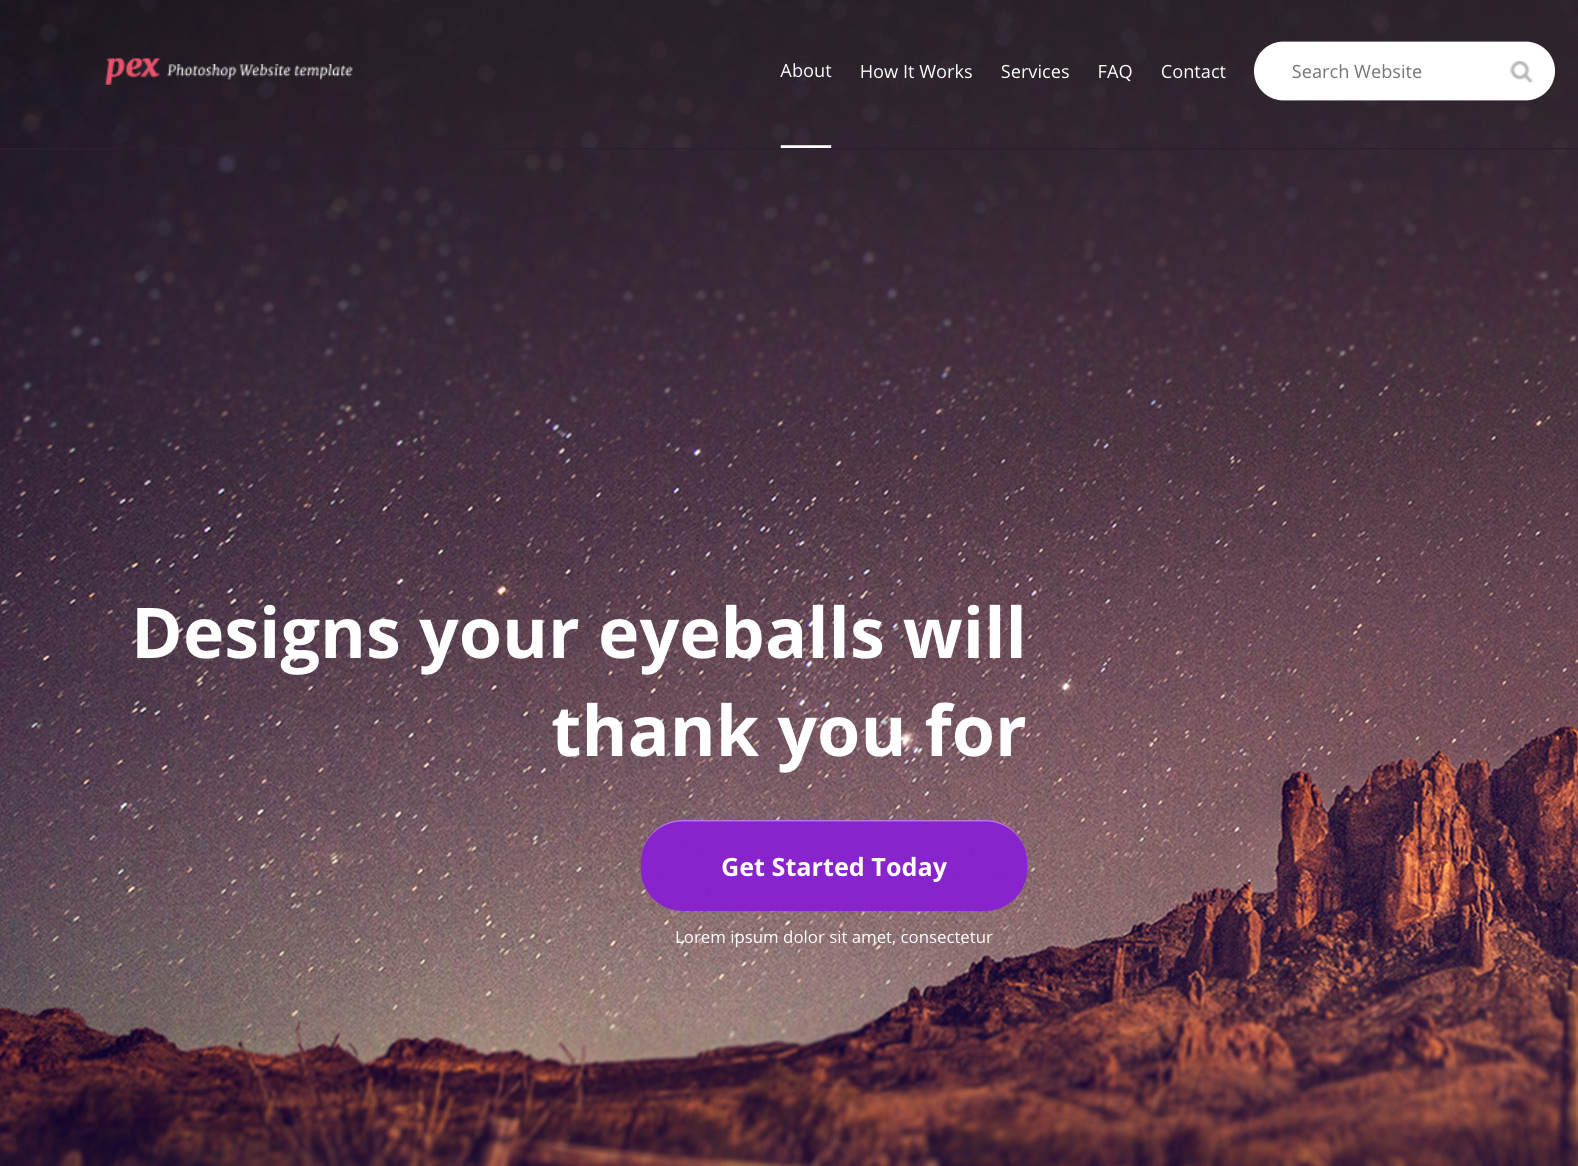 pex Photoshop Website template
About How It Works Services FAQ Contact Search Website
Designs your eyeballs will
thank you for
Get Started Today
Lorem ipsum dolor sit amet, consectetur